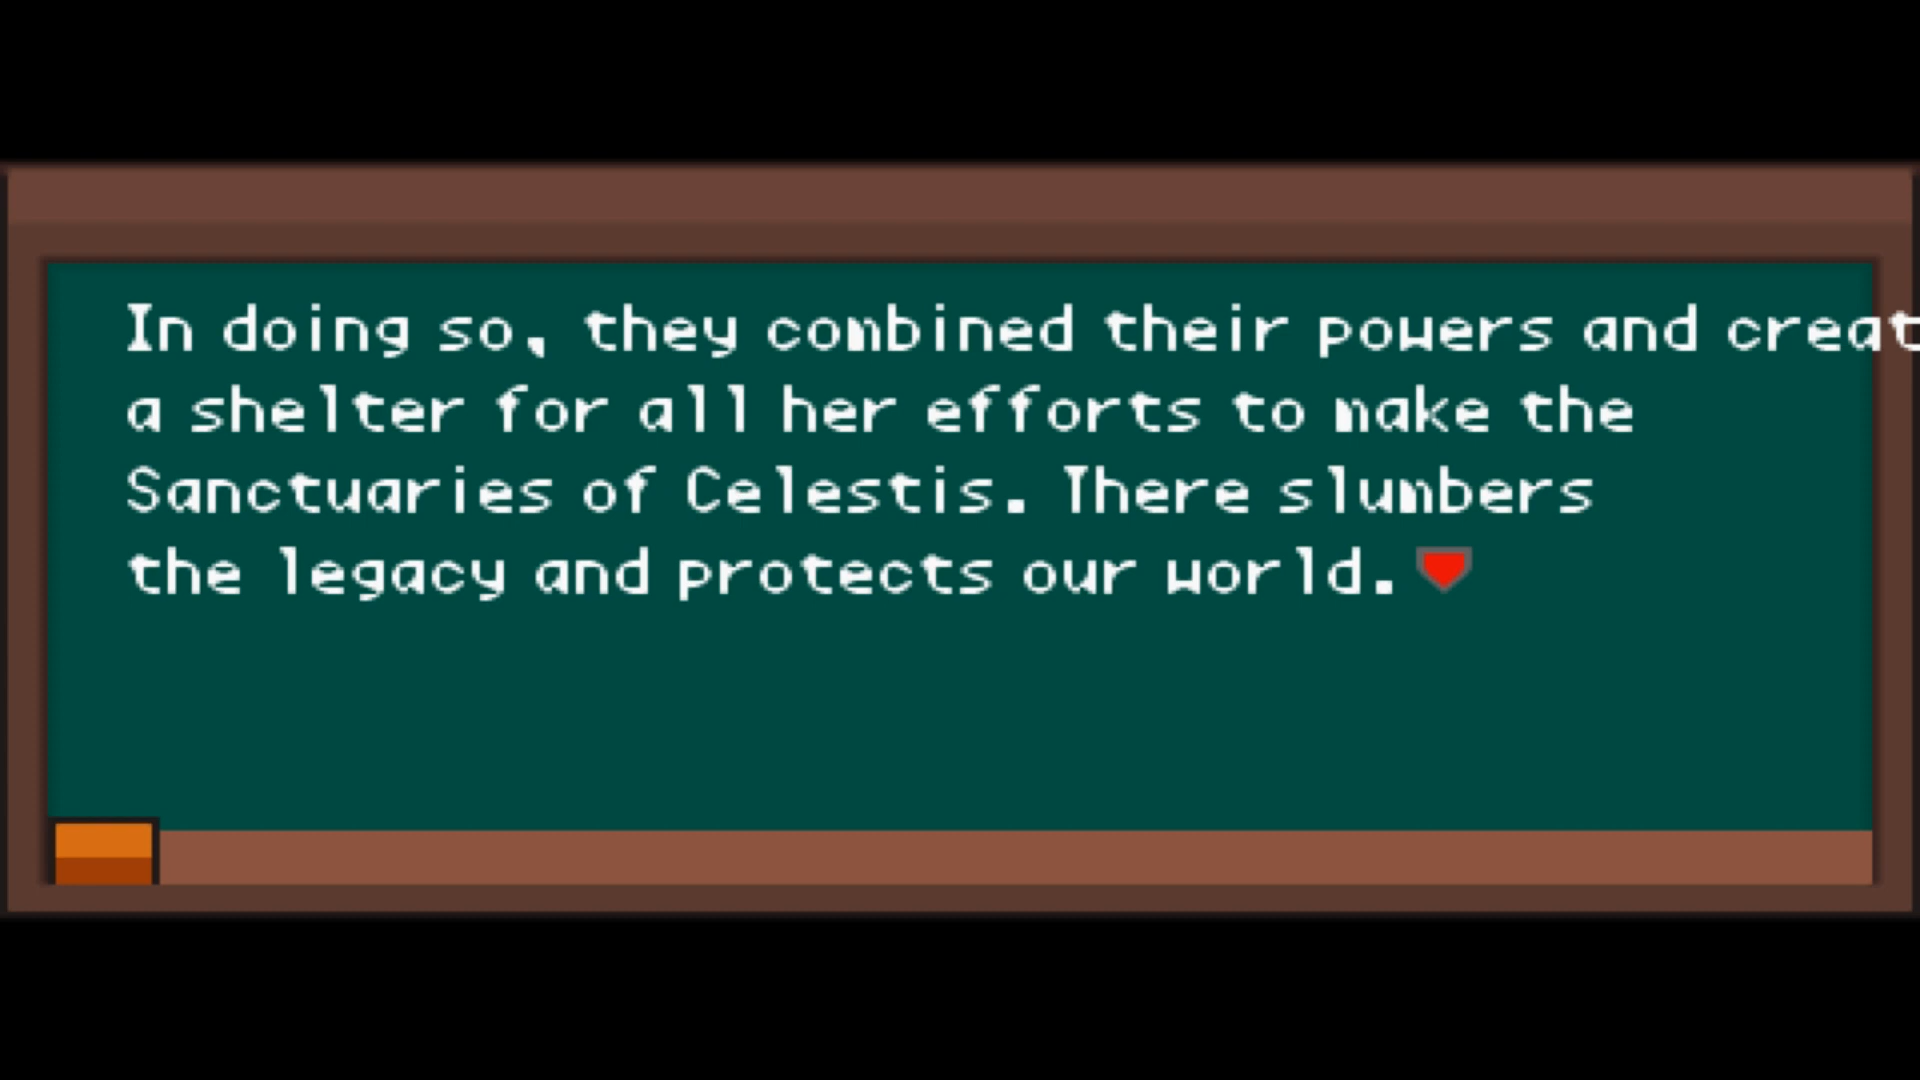 In doing so, they combined their powers and creat
a shelter for all her efforts to make the
Sanctuaries of Celestis. There slumbers
the legacy and protects our world.